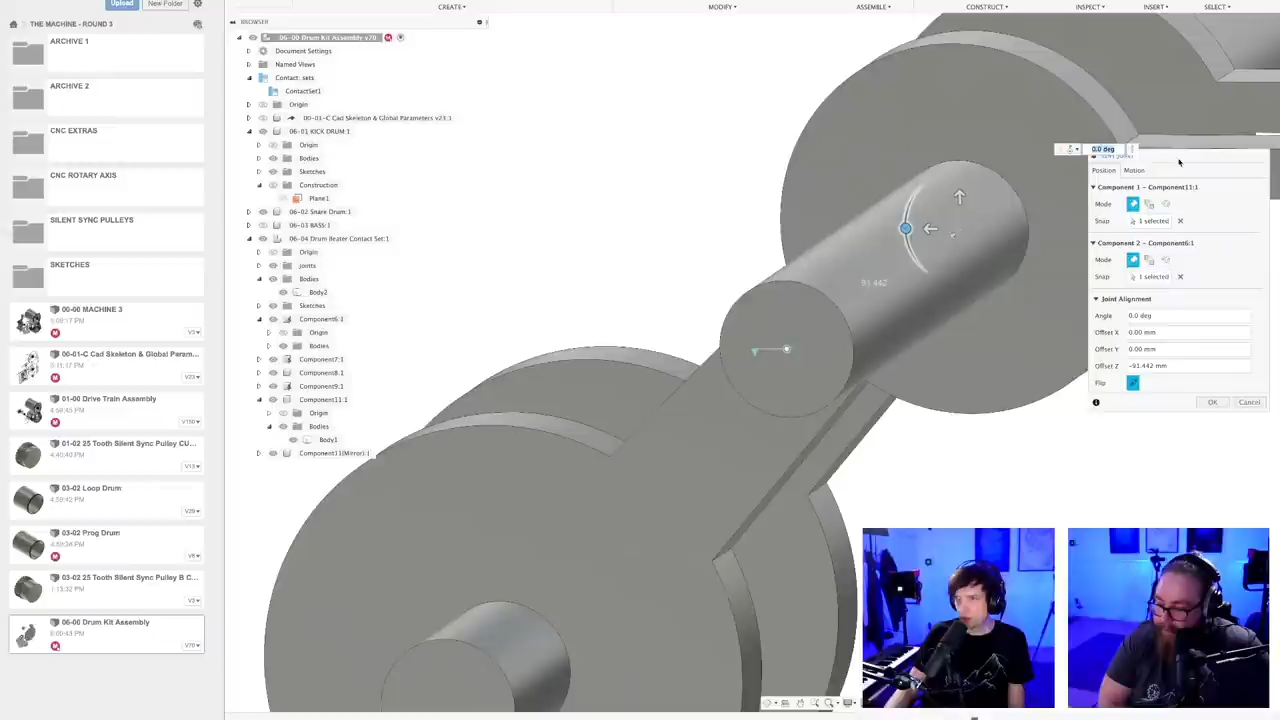 Upload
New Folder
THE MACHINE - ROUND 3
ARCHIVE 1
ARCHIVE 2
CNC EXTRAS
CNC ROTARY AXIS
SILENT SYNC PULLEYS
SKETCHES
00-00 MACHINE 3
V3
00-01-C Cad Skeleton & Global Param...
V23
01-00 Drive Train Assembly
01-02 25 Tooth Silent Sync Pulley CU...
V13
03-02 Loop Drum
03-02 Prog Drum
03-02 25 Tooth Silent Sync Pulley B C...
06-00 Drum Kit Assembly
V70
CREATE
MODIFY
ASSEMBLE
CONSTRUCT
INSPECT
INSERT
SELECT
BROWSER
06-00 Drum Kit Assembly v70
Document Settings
Named Views
Contact: sets
ContactSet1
Origin
00-01-C Cad Skeleton & Global Parameters v23:1
06-01 KICK DRUM:1
Origin
Bodies
Sketches
Construction
Plane1
06-02 Snare Drum:1
06-03 BASS:1
06-04 Drum Beater Contact Set:1
Origin
joints
Bodies
Body2
Sketches
Component6:1
Origin
Bodies
Component7:1
Component8:1
Component9:1
Component11:1
Origin
Bodies
Body1
Component11(Mirror):1
91.442
0.0 deg
Position
Motion
Component 1 - Component11:1
Mode
Snap
1 selected
Component 2 - Component6:1
Mode
Snap
1 selected
Joint Alignment
Angle
0.0 deg
Offset X
0.00 mm
Offset Y
0.00 mm
Offset Z
-91.442 mm
Flip
OK
Cancel